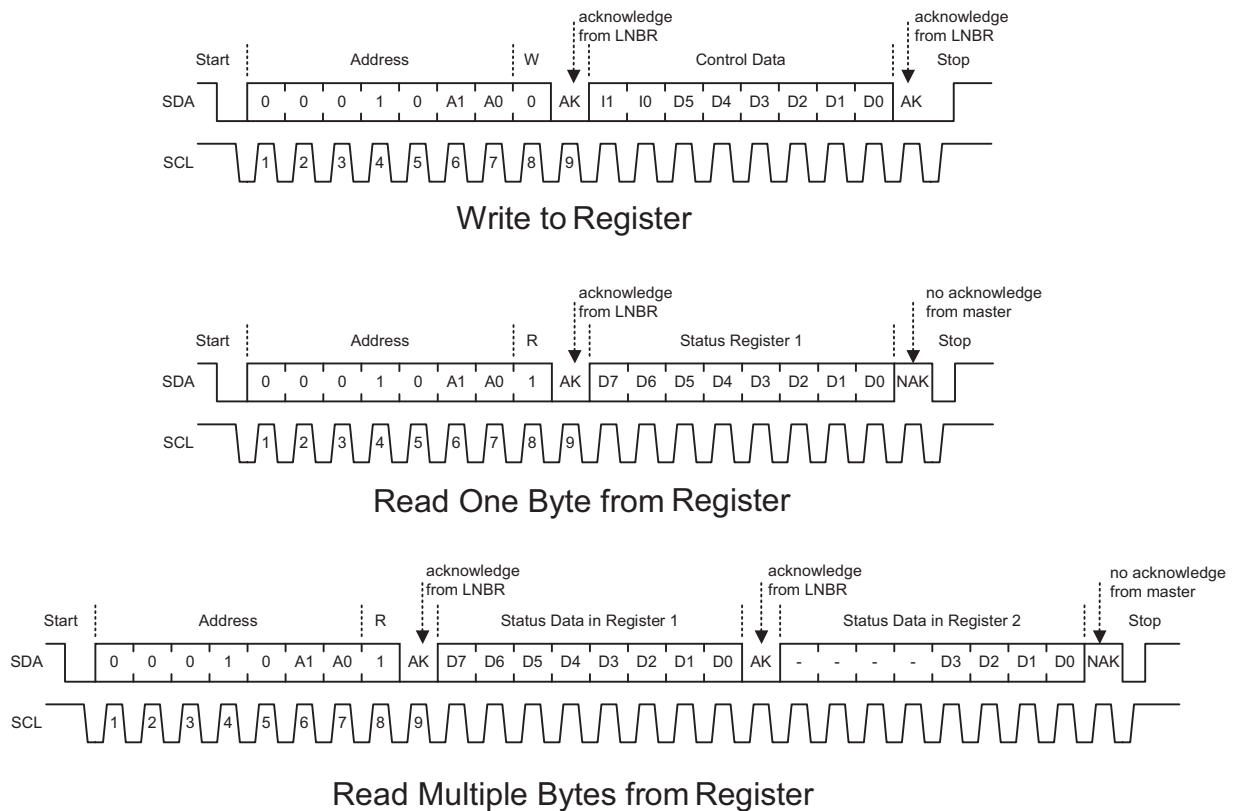 acknowledge
from LNBR
acknowledge
from LNBR
Start Address W Control Data Stop
SDA 0 0 0 1 0 A1 A0 0 AK I1 I0 D5 D4 D3 D2 D1 D0 AK
SCL 1 2 3 4 5 6 7 8 9
Write to Register
acknowledge
from LNBR
no acknowledge
from master
Start Address R Status Register 1 Stop
SDA 0 0 0 1 0 A1 A0 1 AK D7 D6 D5 D4 D3 D2 D1 D0 NAK
SCL 1 2 3 4 5 6 7 8 9
Read One Byte from Register
acknowledge
from LNBR
acknowledge
from LNBR
no acknowledge
from master
Start Address R Status Data in Register 1 Status Data in Register 2 Stop
SDA 0 0 0 1 0 A1 A0 1 AK D7 D6 D5 D4 D3 D2 D1 D0 AK - - - - D3 D2 D1 D0 NAK
SCL 1 2 3 4 5 6 7 8 9
Read Multiple Bytes from Register